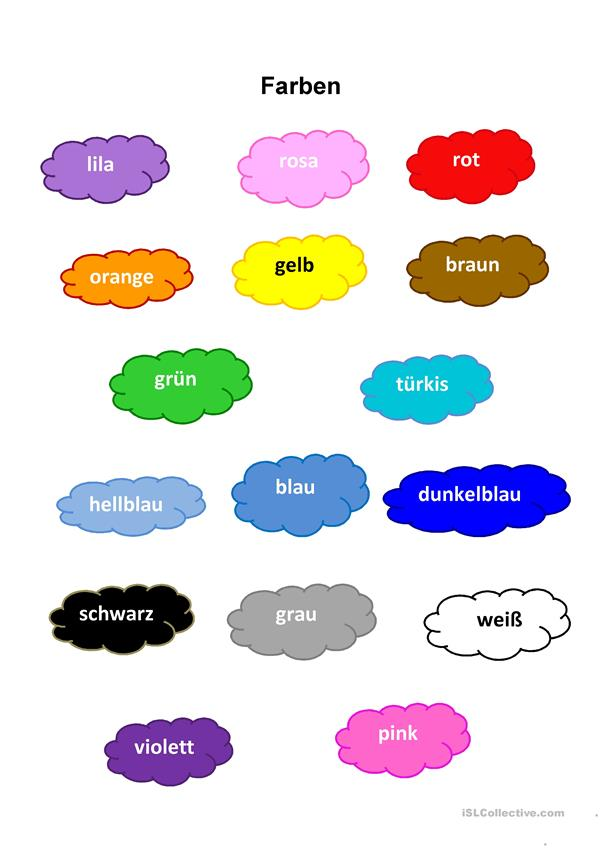 Farben
lila
rosa
rot
orange
gelb
braun
grün
türkis
hellblau
blau
dunkelblau
schwarz
grau
weiß
violett
pink
iSLCollective.com